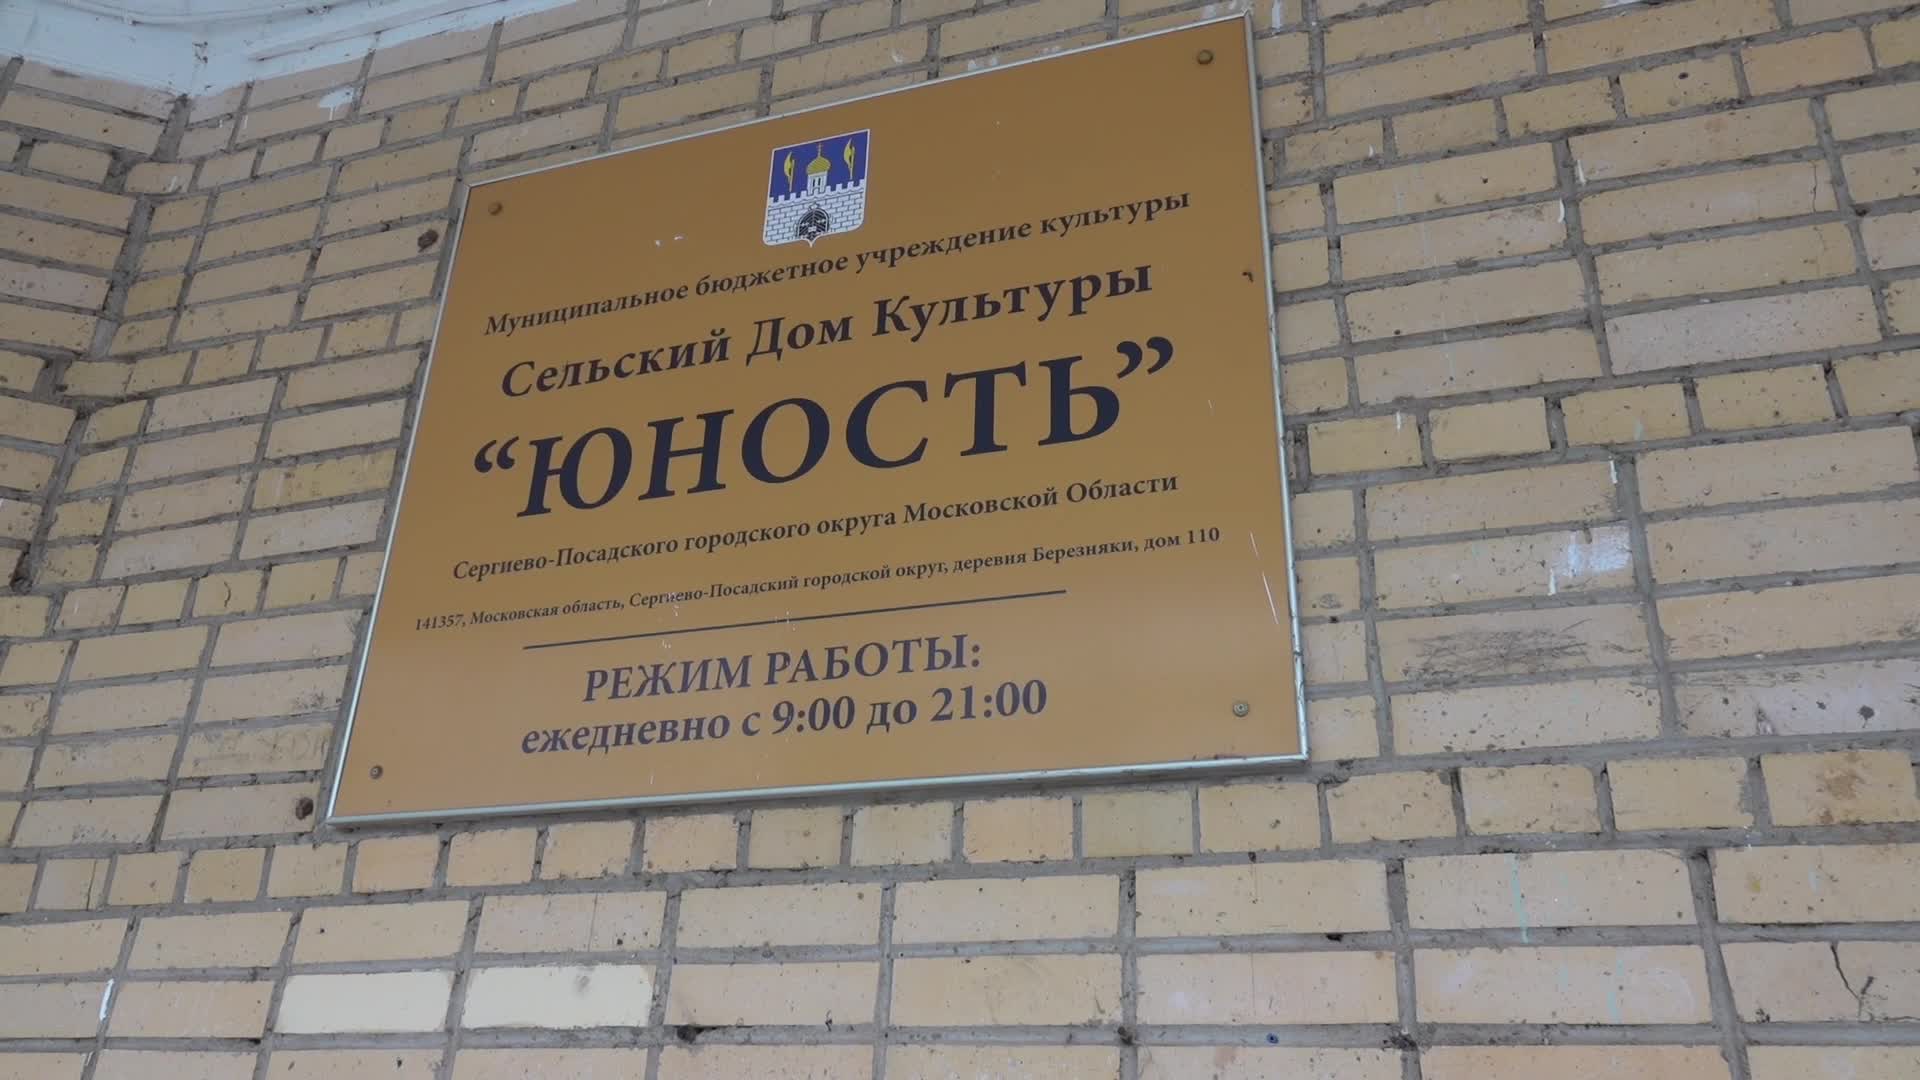 Муниципальное бюджетное учреждение культуры
Сельский Дом Культуры
“ЮНОСТЬ”
Сергиево-Посадского городского округа Московской Области
141357, Московская область, Сергиево-Посадский городской округ, деревня Березняки, дом 110
РЕЖИМ РАБОТЫ:
ежедневно с 9:00 до 21:00